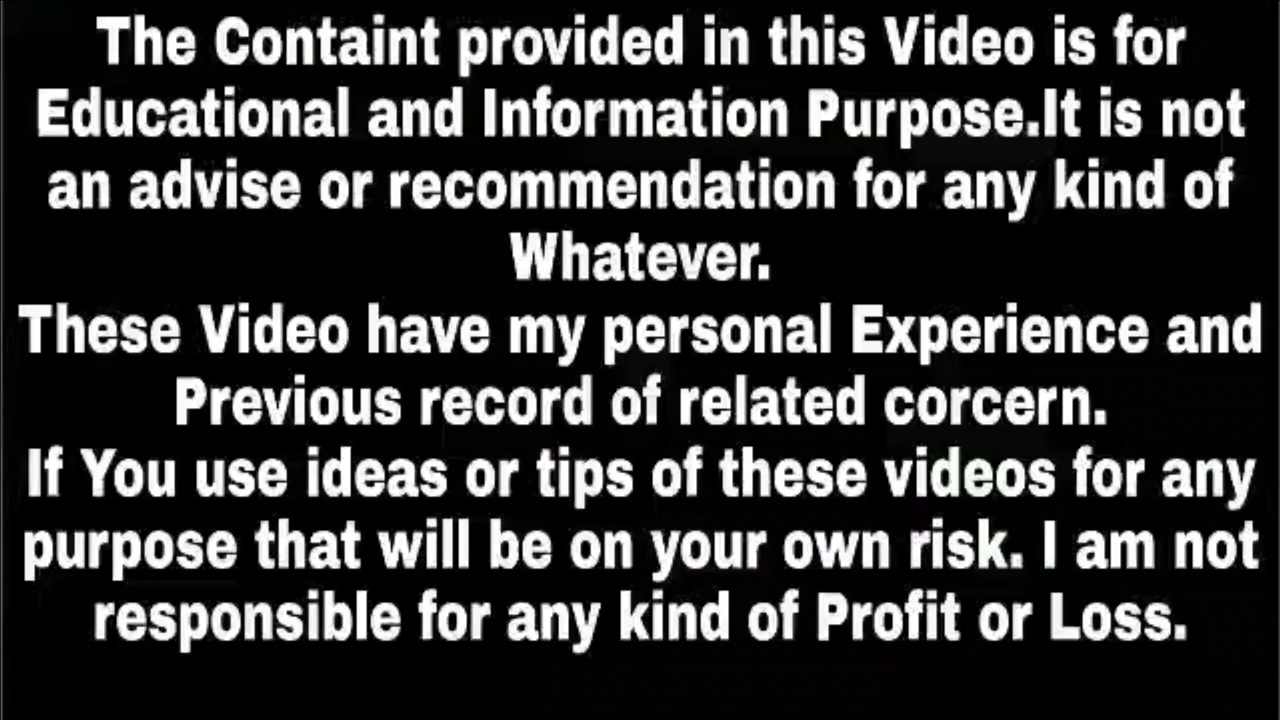 The Containt provided in this Video is for
Educational and Information Purpose.It is not
an advise or recommendation for any kind of
Whatever.
These Video have my personal Experience and
Previous record of related corcern.
If You use ideas or tips of these videos for any
purpose that will be on your own risk. I am not
responsible for any kind of Profit or Loss.